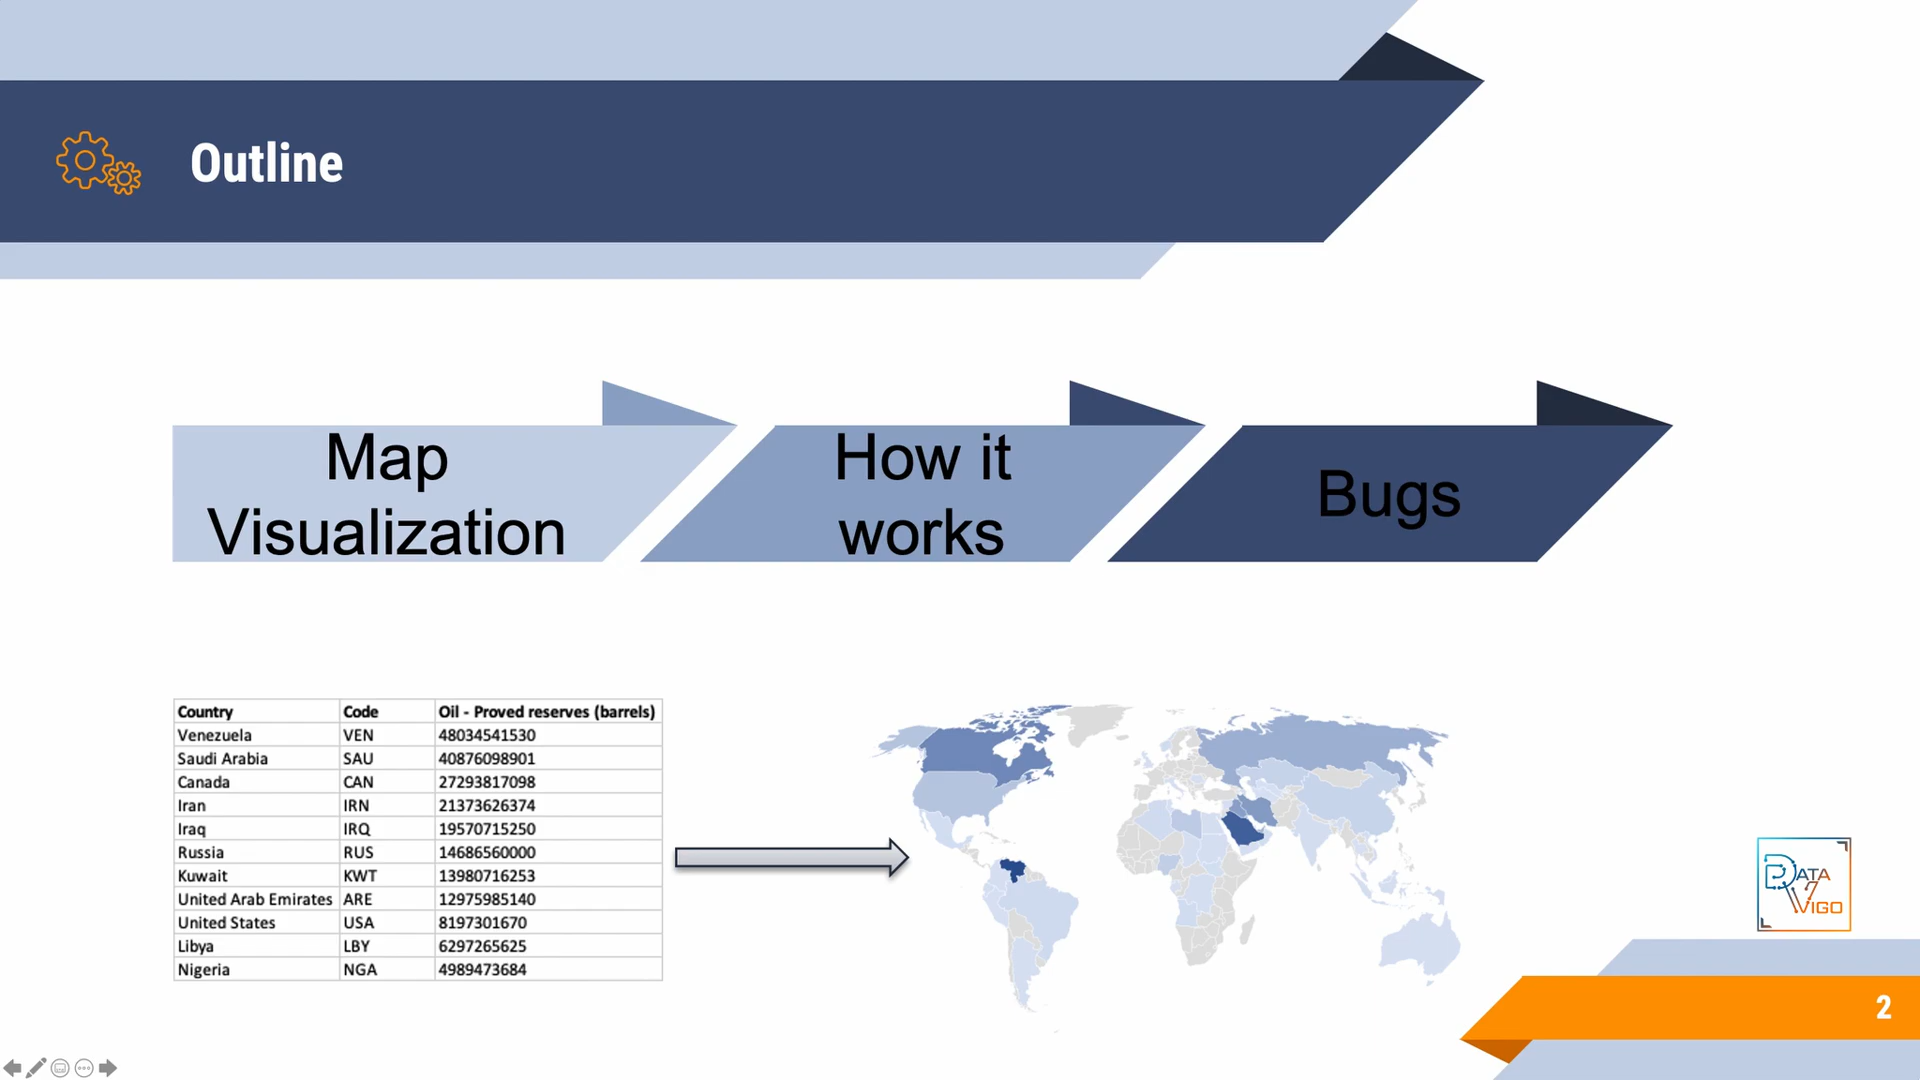 Outline
Map
Visualization
How it
works
Bugs
Country Code Oil - Proved reserves (barrels)
Venezuela VEN 48034541530
Saudi Arabia SAU 40876098901
Canada CAN 27293817098
Iran IRN 21373626374
Iraq IRQ 19570715250
Russia RUS 14686560000
Kuwait KWT 13980716253
United Arab Emirates ARE 12975985140
United States USA 8197301670
Libya LBY 6297265625
Nigeria NGA 4989473684
DATA
VIGO
2